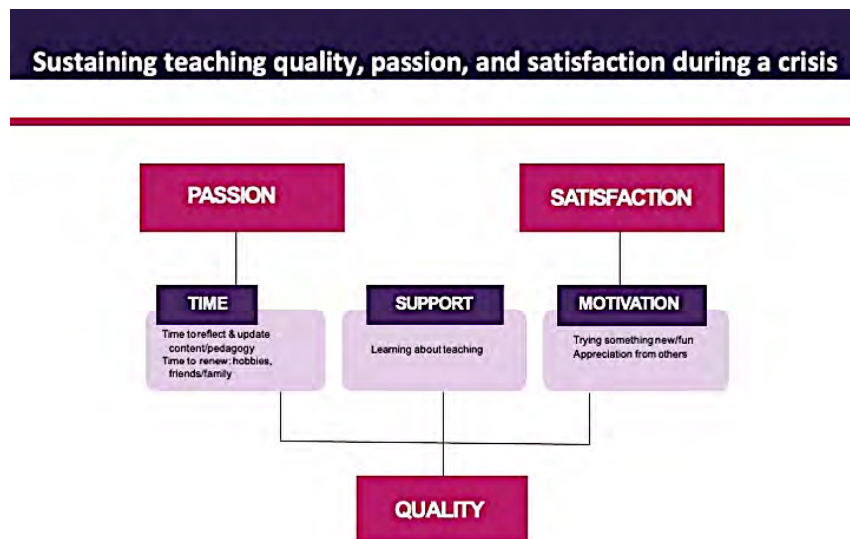 Sustaining teaching quality, passion, and satisfaction during a crisis
PASSION
SATISFACTION
TIME
Time to reflect & update
content/pedagogy
Time to renew: hobbies,
friends/family
SUPPORT
Learning about teaching
MOTIVATION
Trying something new/fun
Appreciation from others
QUALITY